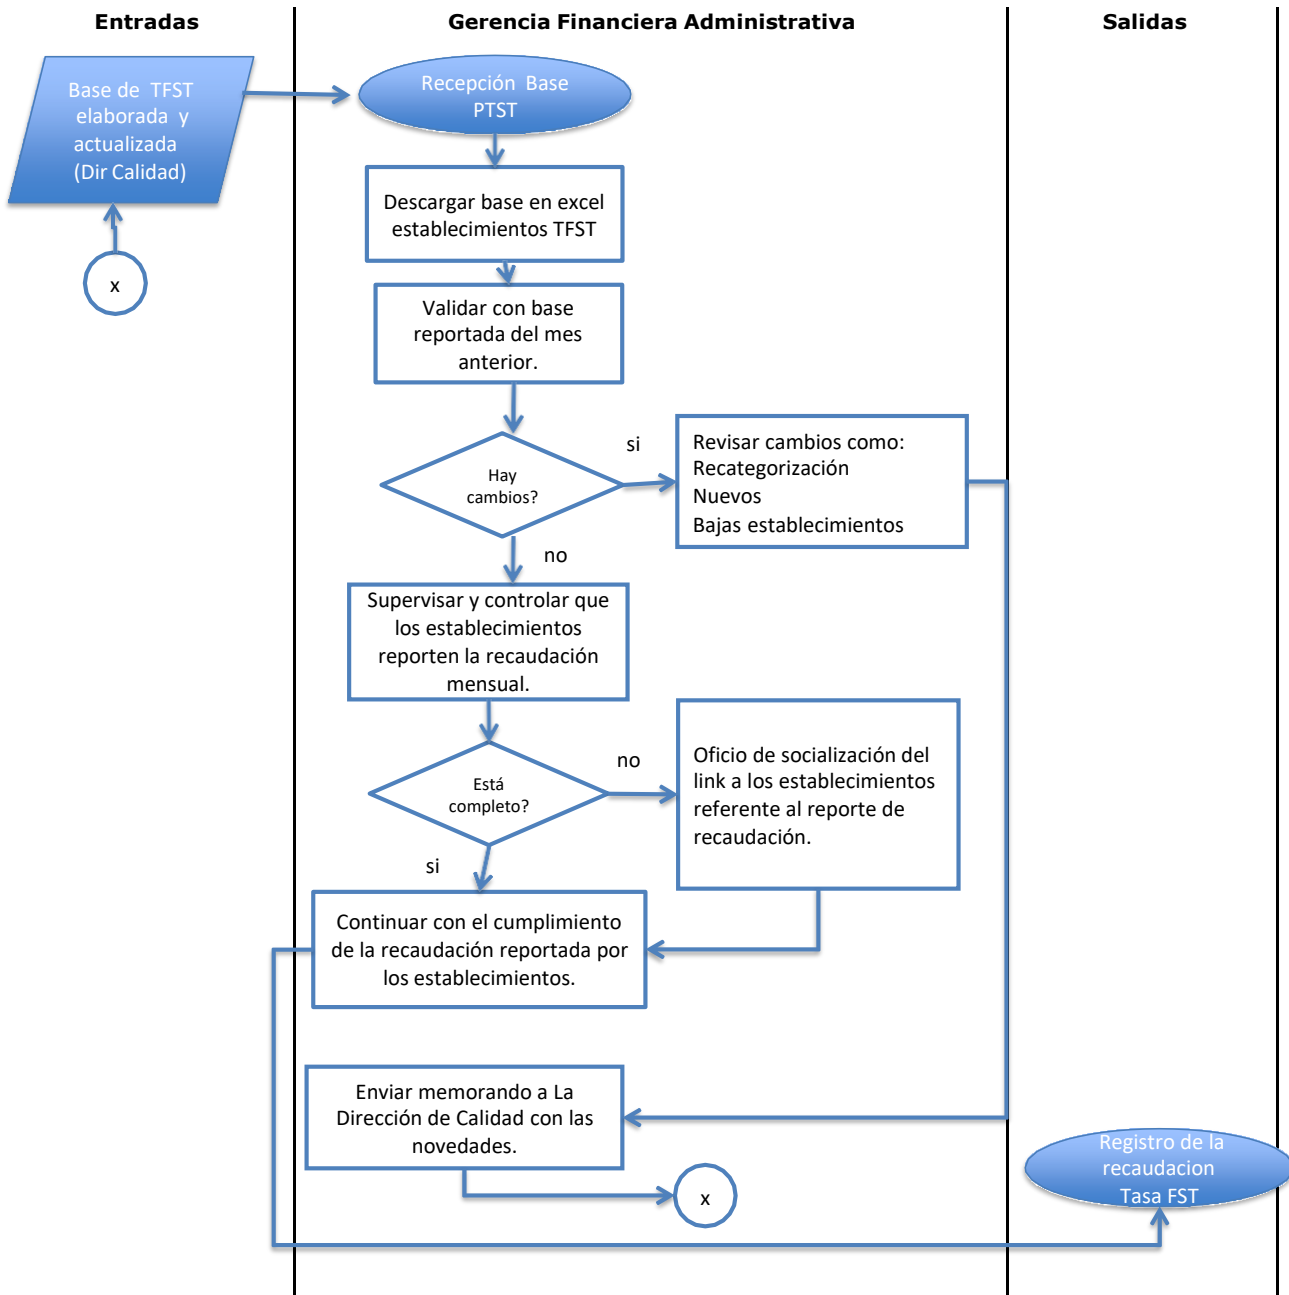 Entradas
Gerencia Financiera Administrativa
Salidas
Base de TFST
elaborada y
actualizada
(Dir Calidad)
x
Recepción Base
PTST
Descargar base en excel
establecimientos TFST
Validar con base
reportada del mes
anterior.
Hay
cambios?
si
Revisar cambios como:
Recategorización
Nuevos
Bajas establecimientos
no
Supervisar y controlar que
los establecimientos
reporten la recaudación
mensual.
Está
completo?
no
Oficio de socialización del
link a los establecimientos
referente al reporte de
recaudación.
si
Continuar con el cumplimiento
de la recaudación reportada por
los establecimientos.
Enviar memorando a La
Dirección de Calidad con las
novedades.
x
Registro de la
recaudacion
Tasa FST